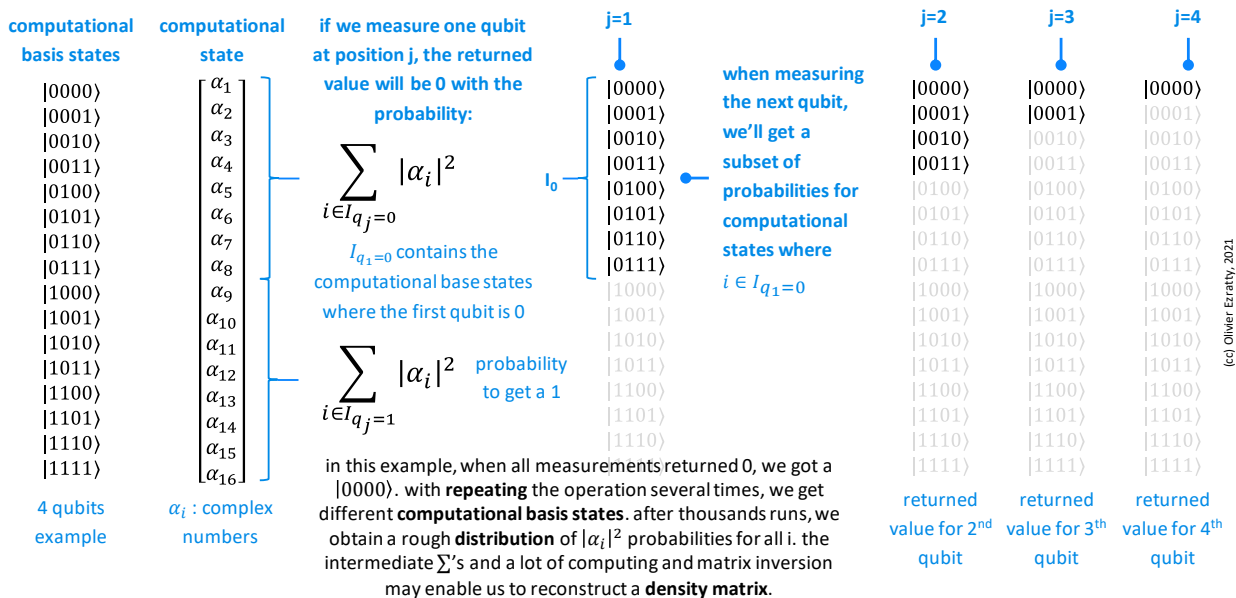 computational
basis states
|0000⟩
|0001⟩
|0010⟩
|0011⟩
|0100⟩
|0101⟩
|0110⟩
|0111⟩
|1000⟩
|1001⟩
|1010⟩
|1011⟩
|1100⟩
|1101⟩
|1110⟩
|1111⟩
4 qubits
example
computational
state
α₁
α₂
α₃
α₄
α₅
α₆
α₇
α₈
α₉
α₁₀
α₁₁
α₁₂
α₁₃
α₁₄
α₁₅
α₁₆
αᵢ : complex
numbers
if we measure one qubit
at position j, the returned
value will be 0 with the
probability:
∑ |αᵢ|²
i∈I_{q_j=0}
I_{q₁=0} contains the
computational base states
where the first qubit is 0
∑ |αᵢ|²
i∈I_{q_j=1}
probability
to get a 1
j=1
I₀
|0000⟩
|0001⟩
|0010⟩
|0011⟩
|0100⟩
|0101⟩
|0110⟩
|0111⟩
|1000⟩
|1001⟩
|1010⟩
|1011⟩
|1100⟩
|1101⟩
|1110⟩
|1111⟩
when measuring
the next qubit,
we'll get a
subset of
probabilities for
computational
states where
i ∈ I_{q₁=0}
in this example, when all measurements returned 0, we got a
|0000⟩. with repeating the operation several times, we get
different computational basis states. after thousands runs, we
obtain a rough distribution of |αᵢ|² probabilities for all i. the
intermediate ∑'s and a lot of computing and matrix inversion
may enable us to reconstruct a density matrix.
j=2
|0000⟩
|0001⟩
|0010⟩
|0011⟩
|0100⟩
|0101⟩
|0110⟩
|0111⟩
|1000⟩
|1001⟩
|1010⟩
|1011⟩
|1100⟩
|1101⟩
|1110⟩
|1111⟩
returned
value for 2nd
qubit
j=3
|0000⟩
|0001⟩
|0010⟩
|0011⟩
|0100⟩
|0101⟩
|0110⟩
|0111⟩
|1000⟩
|1001⟩
|1010⟩
|1011⟩
|1100⟩
|1101⟩
|1110⟩
|1111⟩
returned
value for 3th
qubit
j=4
|0000⟩
|0001⟩
|0010⟩
|0011⟩
|0100⟩
|0101⟩
|0110⟩
|0111⟩
|1000⟩
|1001⟩
|1010⟩
|1011⟩
|1100⟩
|1101⟩
|1110⟩
|1111⟩
returned
value for 4th
qubit
(cc) Olivier Ezratty, 2021